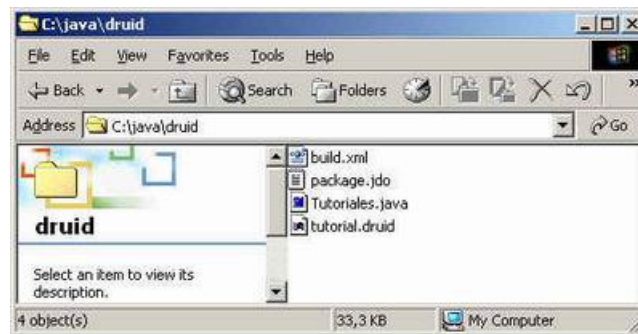 C:\java\druid
File Edit View Favorites Tools Help
Back Search Folders
Address C:\java\druid Go
druid
Select an item to view its
description.
build.xml
package.jdo
Tutoriales.java
tutorial.druid
4 object(s) 33,3 KB My Computer